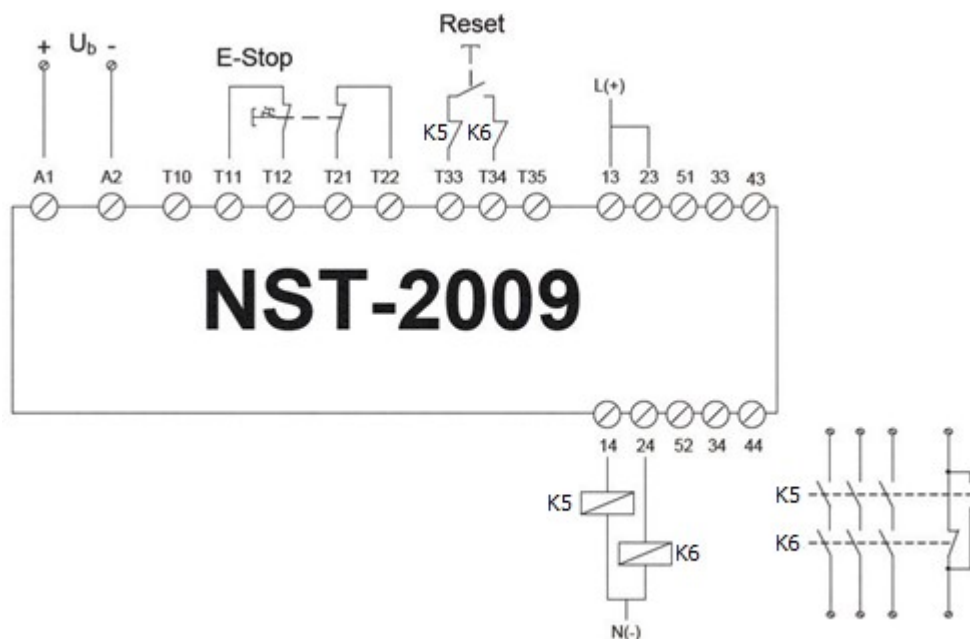 Reset
+ Ub -
E-Stop
L(+)
K5 K6
A1 A2 T10 T11 T12 T21 T22 T33 T34 T35 13 23 51 33 43
NST-2009
14 24 52 34 44
K5
K5
K6
K6
N(-)